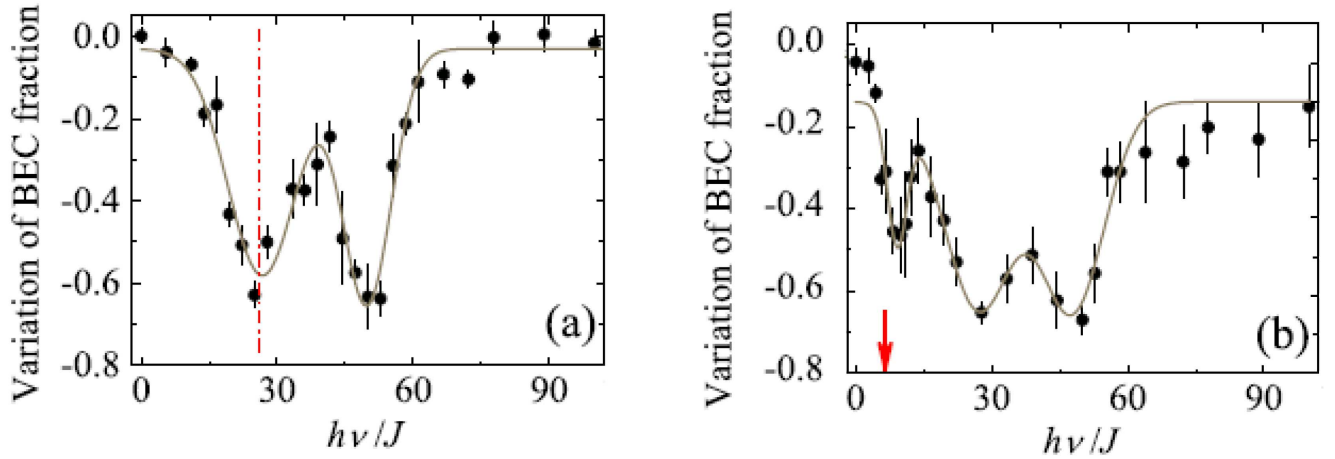 Variation of BEC fraction
0.0
-0.2
-0.4
-0.6
-0.8
(a)
0 30 60 90
hν/J
Variation of BEC fraction
0.0
-0.2
-0.4
-0.6
-0.8
(b)
0 30 60 90
hν/J